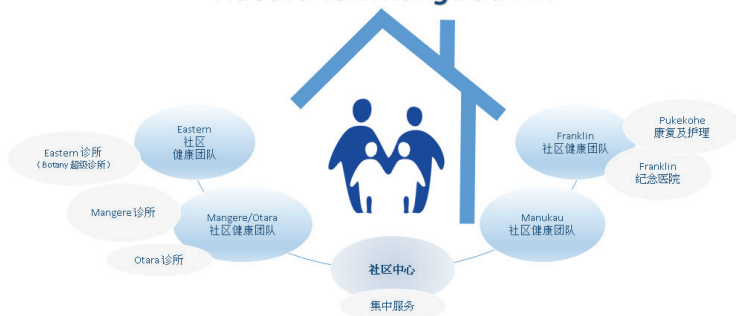 Eastern
社区
健康团队
Eastern 诊所
（Botany 超级诊所）
Mangere 诊所
Mangere/Otara
社区健康团队
Otara 诊所
社区中心
集中服务
Manukau
社区健康团队
Franklin
社区健康团队
Pukekohe
康复及护理
Franklin
纪念医院